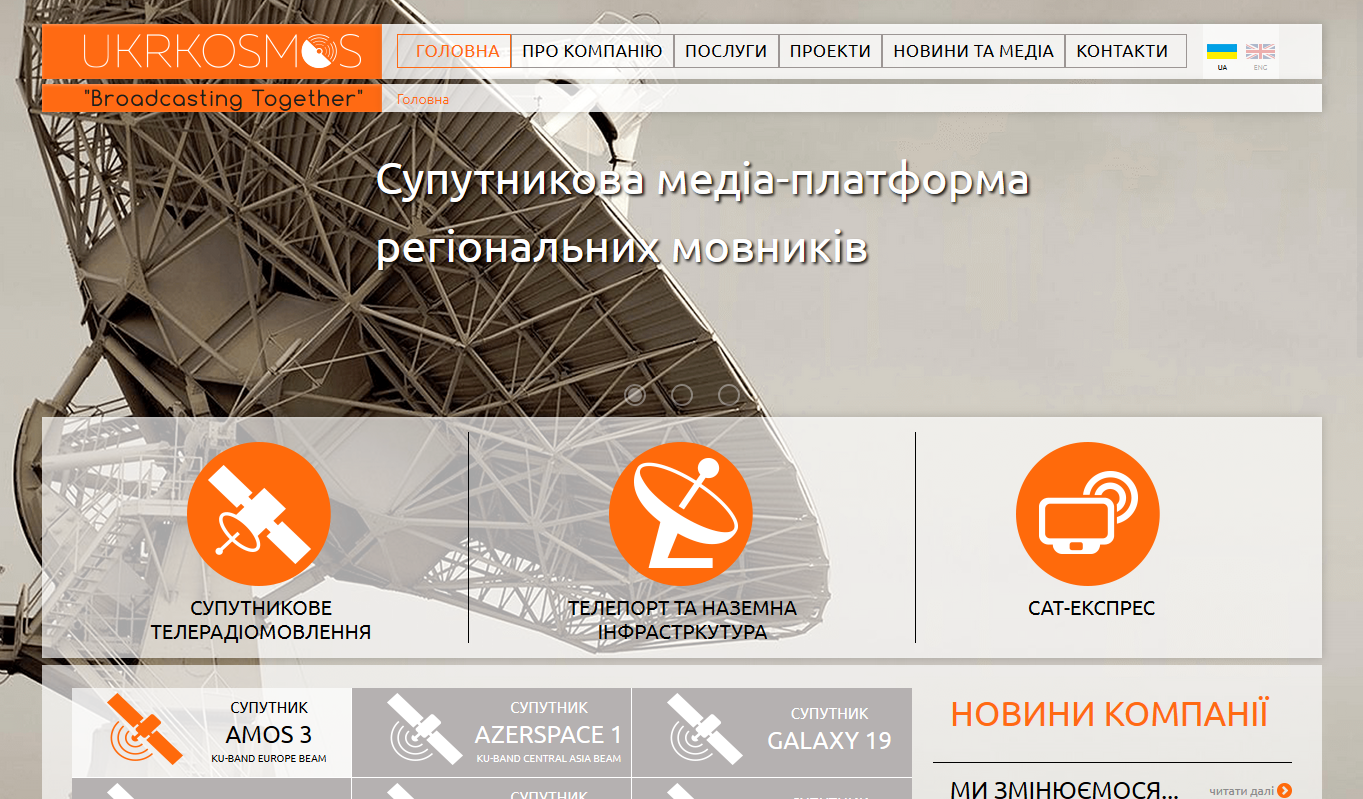 UKRKOSMOS
ГОЛОВНА
ПРО КОМПАНІЮ
ПОСЛУГИ
ПРОЕКТИ
НОВИНИ ТА МЕДІА
КОНТАКТИ
UA
ENG
"Broadcasting Together"
Головна
Супутникова медіа-платформа
регіональних мовників
СУПУТНИКОВЕ
ТЕЛЕРАДІОМОВЛЕННЯ
ТЕЛЕПОРТ ТА НАЗЕМНА
ІНФРАСТРКУТУРА
САТ-ЕКСПРЕС
СУПУТНИК
AMOS 3
KU-BAND EUROPE BEAM
СУПУТНИК
AZERSPACE 1
KU-BAND CENTRAL ASIA BEAM
СУПУТНИК
GALAXY 19
НОВИНИ КОМПАНІЇ
МИ ЗМІНЮЄМОСЯ...
читати далі
СУПУТНИК
СУПУТНИК